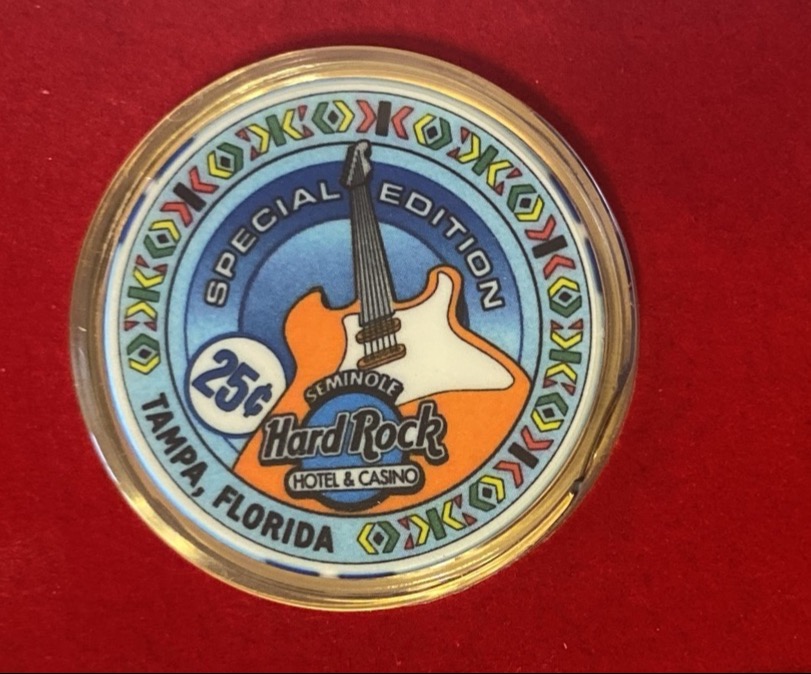 SPECIAL EDITION
25¢
SEMINOLE
Hard Rock
HOTEL & CASINO
TAMPA, FLORIDA